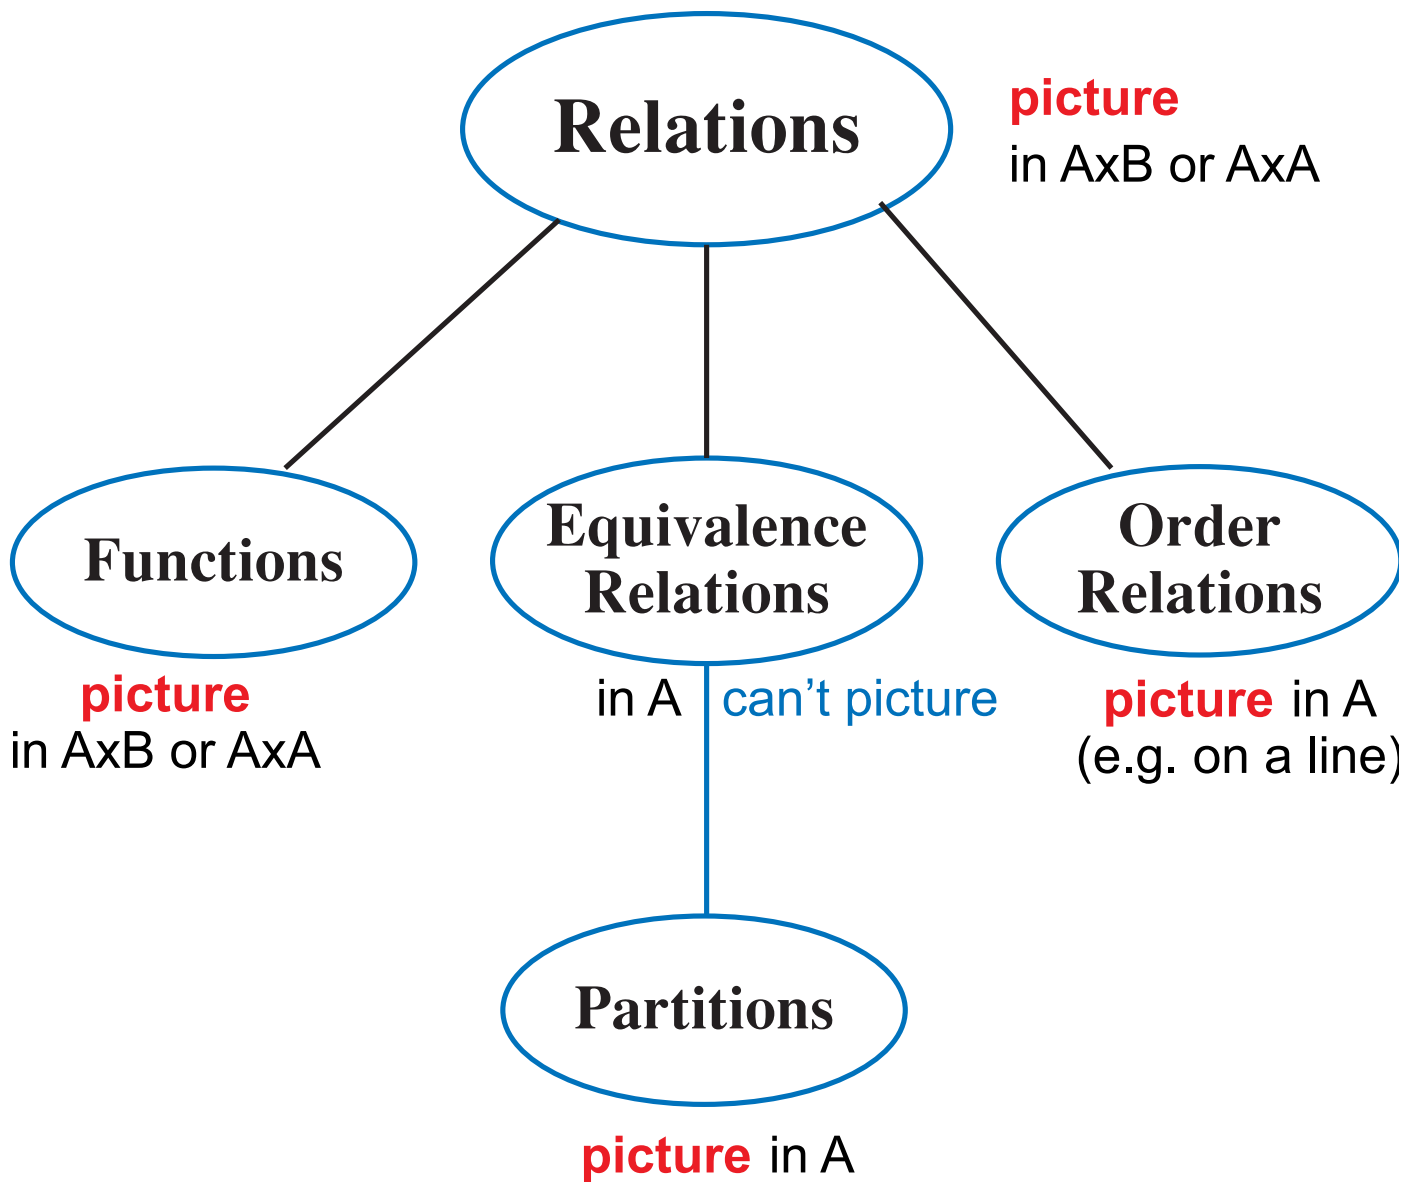 Relations
picture
in AxB or AxA
Functions
picture
in AxB or AxA
Equivalence
Relations
in A can’t picture
Order
Relations
picture in A
(e.g. on a line)
Partitions
picture in A